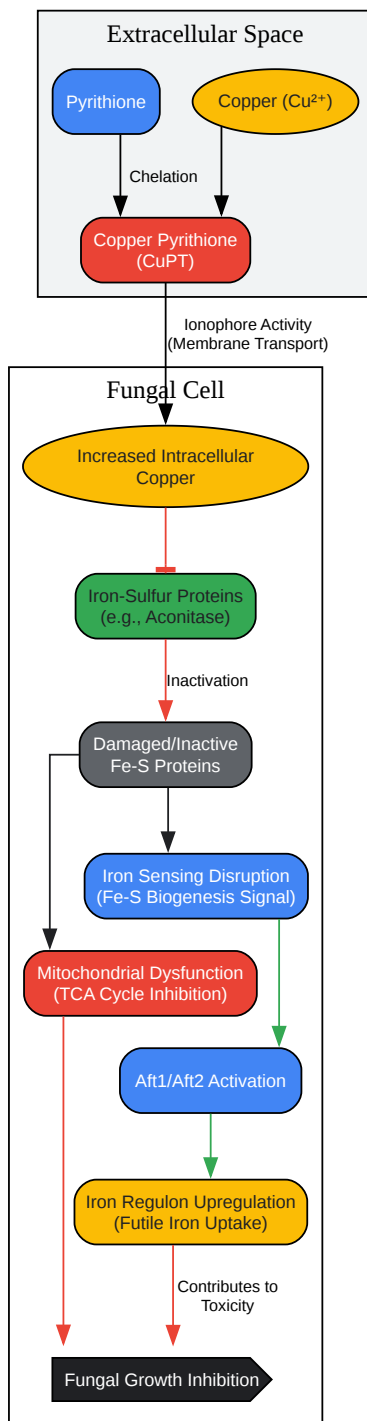 Extracellular Space
Pyrithione
Copper (Cu²⁺)
Chelation
Copper Pyrithione
(CuPT)
Ionophore Activity
(Membrane Transport)
Fungal Cell
Increased Intracellular
Copper
Iron-Sulfur Proteins
(e.g., Aconitase)
Inactivation
Damaged/Inactive
Fe-S Proteins
Iron Sensing Disruption
(Fe-S Biogenesis Signal)
Mitochondrial Dysfunction
(TCA Cycle Inhibition)
Aft1/Aft2 Activation
Iron Regulon Upregulation
(Futile Iron Uptake)
Contributes to
Toxicity
Fungal Growth Inhibition